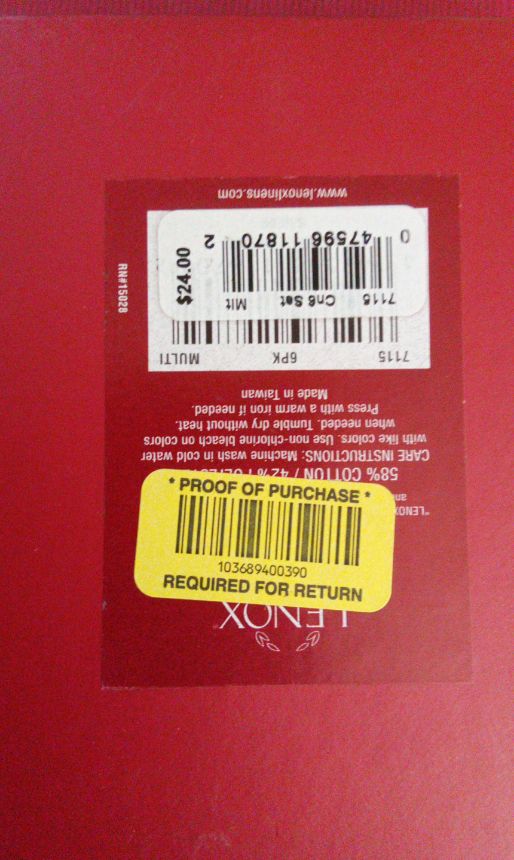 LENOX
* PROOF OF PURCHASE *
103689400390
REQUIRED FOR RETURN
"LENOX
58% COTTON / 42%
CARE INSTRUCTIONS: Machine wash in cold water
with like colors. Use non-chlorine bleach on colors
when needed. Tumble dry without heat.
Press with a warm iron if needed.
Made in Taiwan
7115 6PK MULTI
7115 Cn6 Set Mlt
0 47596 11870 2
$24.00
www.lenoxlinens.com
RN#15028